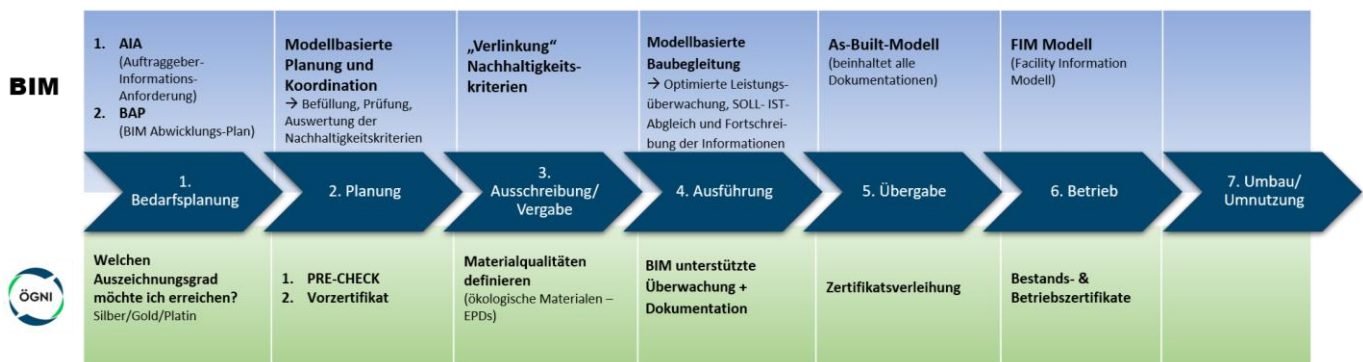 BIM
1. AIA
(Auftraggeber-
Informations-
Anforderung)
2. BAP
(BIM Abwicklungs-Plan)
Modellbasierte
Planung und
Koordination
→ Befüllung, Prüfung,
Auswertung der
Nachhaltigkeitskriterien
„Verlinkung“
Nachhaltigkeits-
kriterien
Modellbasierte
Baubegleitung
→ Optimierte Leistungs-
überwachung, SOLL- IST-
Abgleich und Fortschrei-
bung der Informationen
As-Built-Modell
(beinhaltet alle
Dokumentationen)
FIM Modell
(Facility Information
Modell)
1.
Bedarfsplanung
2. Planung
3.
Ausschreibung/
Vergabe
4. Ausführung
5. Übergabe
6. Betrieb
7. Umbau/
Umnutzung
ÖGNI
Welchen
Auszeichnungsgrad
möchte ich erreichen?
Silber/Gold/Platin
1. PRE-CHECK
2. Vorzertifikat
Materialqualitäten
definieren
(ökologische Materialen –
EPDs)
BIM unterstützte
Überwachung +
Dokumentation
Zertifikatsverleihung
Bestands- &
Betriebszertifikate